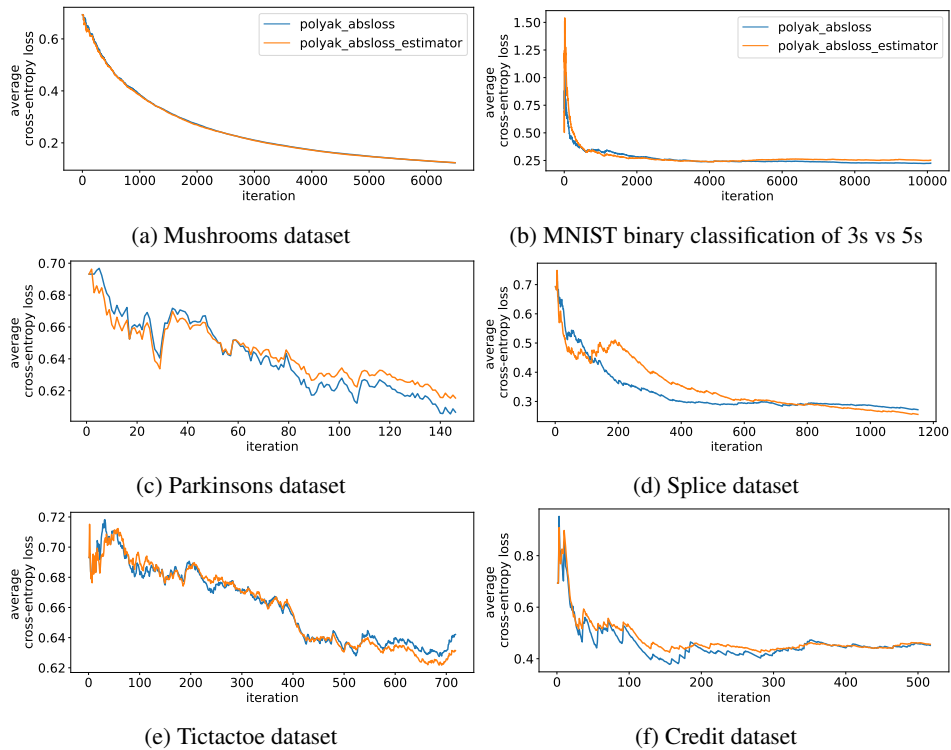 average
cross-entropy loss
0.6
0.4
0.2
polyak_absloss
polyak_absloss_estimator
0 1000 2000 3000 4000 5000 6000
iteration
(a) Mushrooms dataset
average
cross-entropy loss
1.50
1.25
1.00
0.75
0.50
0.25
polyak_absloss
polyak_absloss_estimator
0 2000 4000 6000 8000 10000
iteration
(b) MNIST binary classification of 3s vs 5s
average
cross-entropy loss
0.70
0.68
0.66
0.64
0.62
0 20 40 60 80 100 120 140
iteration
(c) Parkinsons dataset
average
cross-entropy loss
0.7
0.6
0.5
0.4
0.3
0 200 400 600 800 1000 1200
iteration
(d) Splice dataset
average
cross-entropy loss
0.72
0.70
0.68
0.66
0.64
0.62
0 100 200 300 400 500 600 700
iteration
(e) Tictactoe dataset
average
cross-entropy loss
0.8
0.6
0.4
0 100 200 300 400 500
iteration
(f) Credit dataset